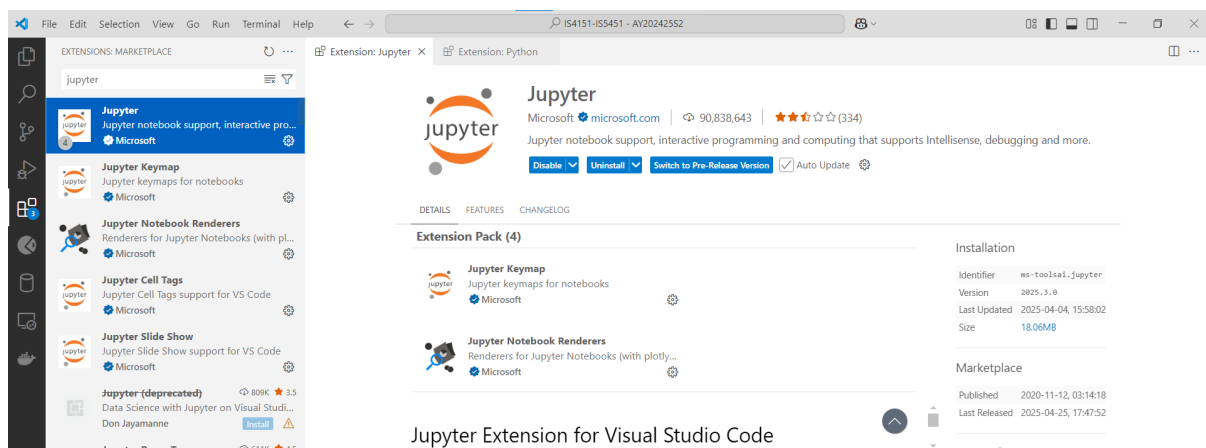 File Edit Selection View Go Run Terminal Help
IS4151-IS5451 - AY202425S2
EXTENSIONS: MARKETPLACE
jupyter
Jupyter
Jupyter notebook support, interactive pro...
Microsoft
4
Jupyter Keymap
Jupyter keymaps for notebooks
Microsoft
Jupyter Notebook Renderers
Renderers for Jupyter Notebooks (with pl...
Microsoft
3
Jupyter Cell Tags
Jupyter Cell Tags support for VS Code
Microsoft
Jupyter Slide Show
Jupyter Slide Show support for VS Code
Microsoft
Jupyter (deprecated) 809K 3.5
Data Science with Jupyter on Visual Studi...
Don Jayamanne Install
Extension: Jupyter Extension: Python
jupyter
Jupyter
Microsoft microsoft.com 90,838,643 (334)
Jupyter notebook support, interactive programming and computing that supports Intellisense, debugging and more.
Disable Uninstall Switch to Pre-Release Version Auto Update
DETAILS FEATURES CHANGELOG
Extension Pack (4)
Jupyter Keymap
Jupyter keymaps for notebooks
Microsoft
Jupyter Notebook Renderers
Renderers for Jupyter Notebooks (with plotly...
Microsoft
Jupyter Extension for Visual Studio Code
Installation
Identifier ms-toolsai.jupyter
Version 2025.3.0
Last Updated 2025-04-04, 15:58:02
Size 18.06MB
Marketplace
Published 2020-11-12, 03:14:18
Last Released 2025-04-25, 17:47:52